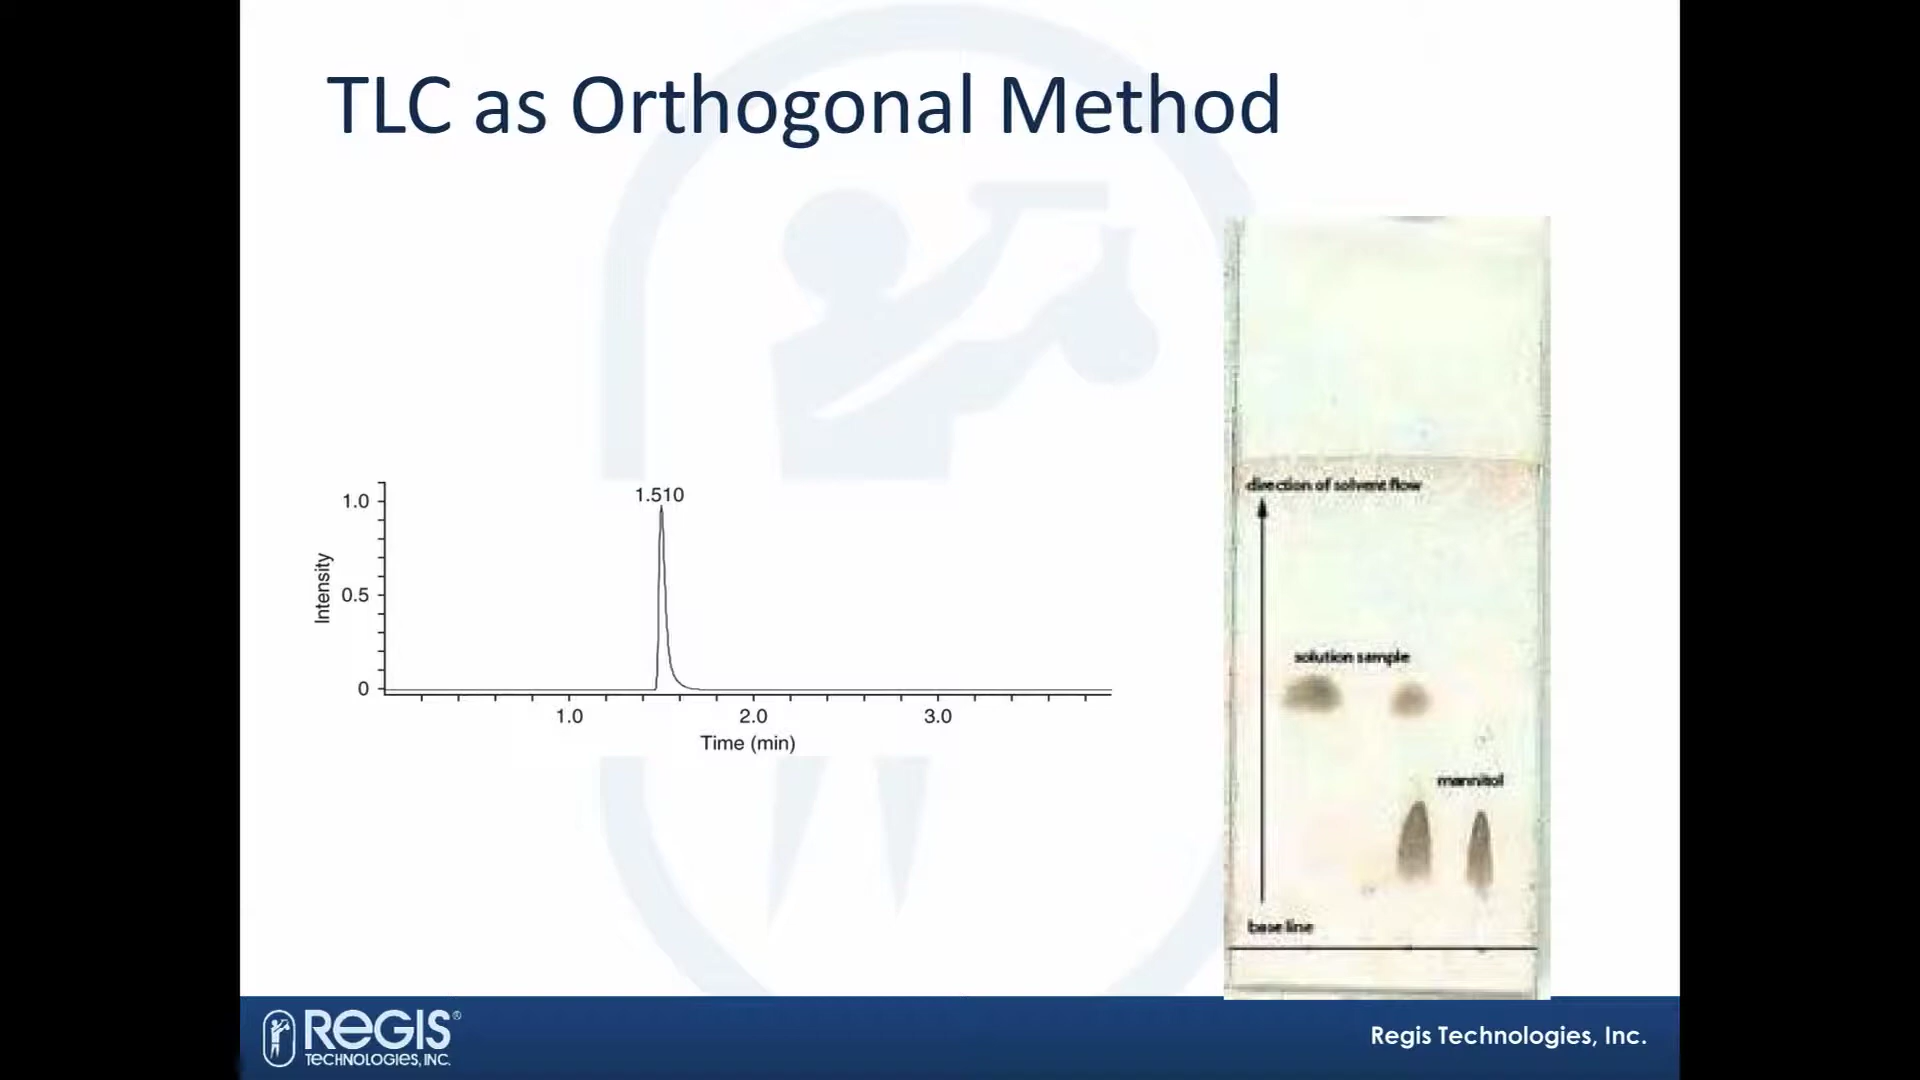 TLC as Orthogonal Method
1.510
1.0
0.5
0
Intensity
1.0 2.0 3.0
Time (min)
direction of solvent flow
solution sample
mannitol
base line
REGIS®
TECHNOLOGIES, INC.
Regis Technologies, Inc.